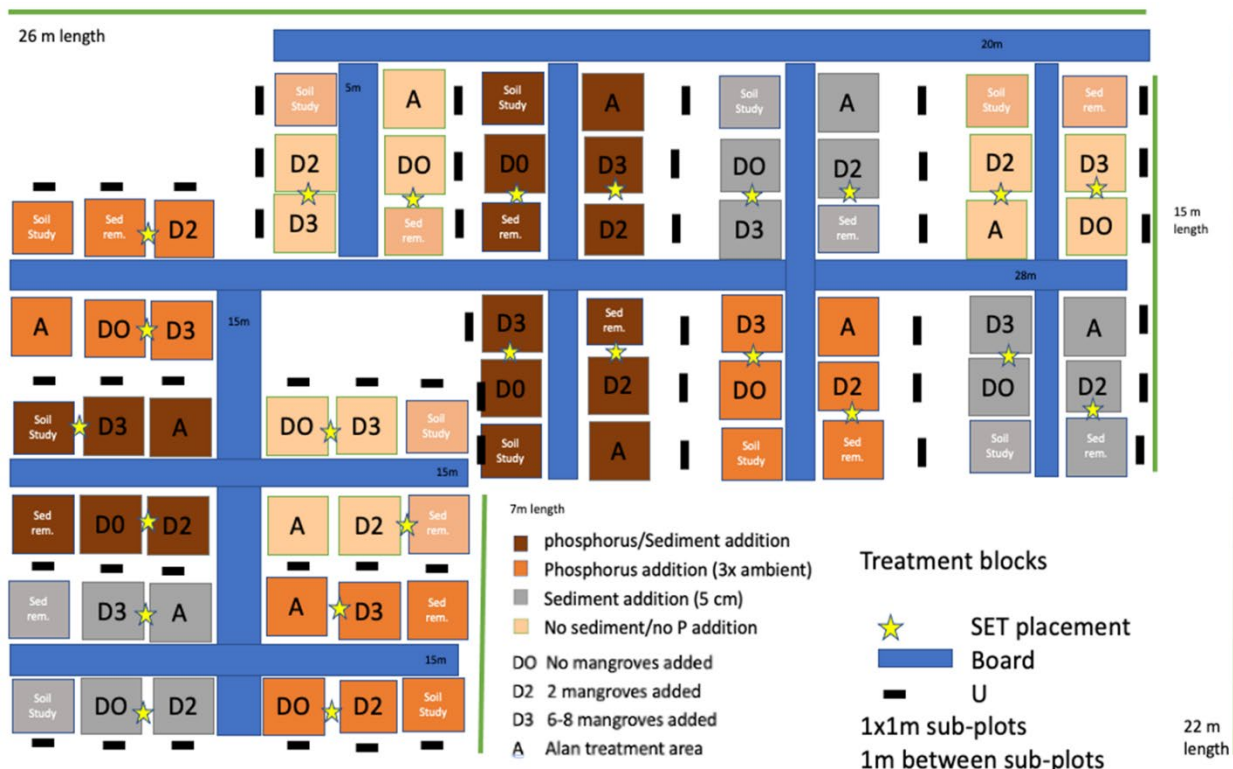 26 m length
20m
5m
Soil
Study
A
Soil
Study
A
Soil
Study
A
Soil
Study
Sed
rem.
D2
DO
D0
D3
DO
D2
D2
D3
D3
Sed
rem.
Sed
rem.
D2
D3
Sed
rem.
A
DO
15 m
length
Soil
Study
Sed
rem.
D2
28m
A
DO
D3
15m
D3
Sed
rem.
D3
A
D3
A
D0
D2
DO
D2
DO
D2
Soil
Study
A
Soil
Study
Sed
rem.
Soil
Study
Sed
rem.
Soil
Study
D3
A
DO
D3
Soil
Study
15m
Sed
rem.
D0
D2
A
D2
Sed
rem.
Sed
rem.
D3
A
A
D3
Sed
rem.
15m
Soil
Study
DO
D2
DO
D2
Soil
Study
7m length
phosphorus/Sediment addition
Phosphorus addition (3x ambient)
Sediment addition (5 cm)
No sediment/no P addition
DO No mangroves added
D2 2 mangroves added
D3 6-8 mangroves added
A Alan treatment area
Treatment blocks
SET placement
Board
U
1x1m sub-plots
1m between sub-plots
22 m
length